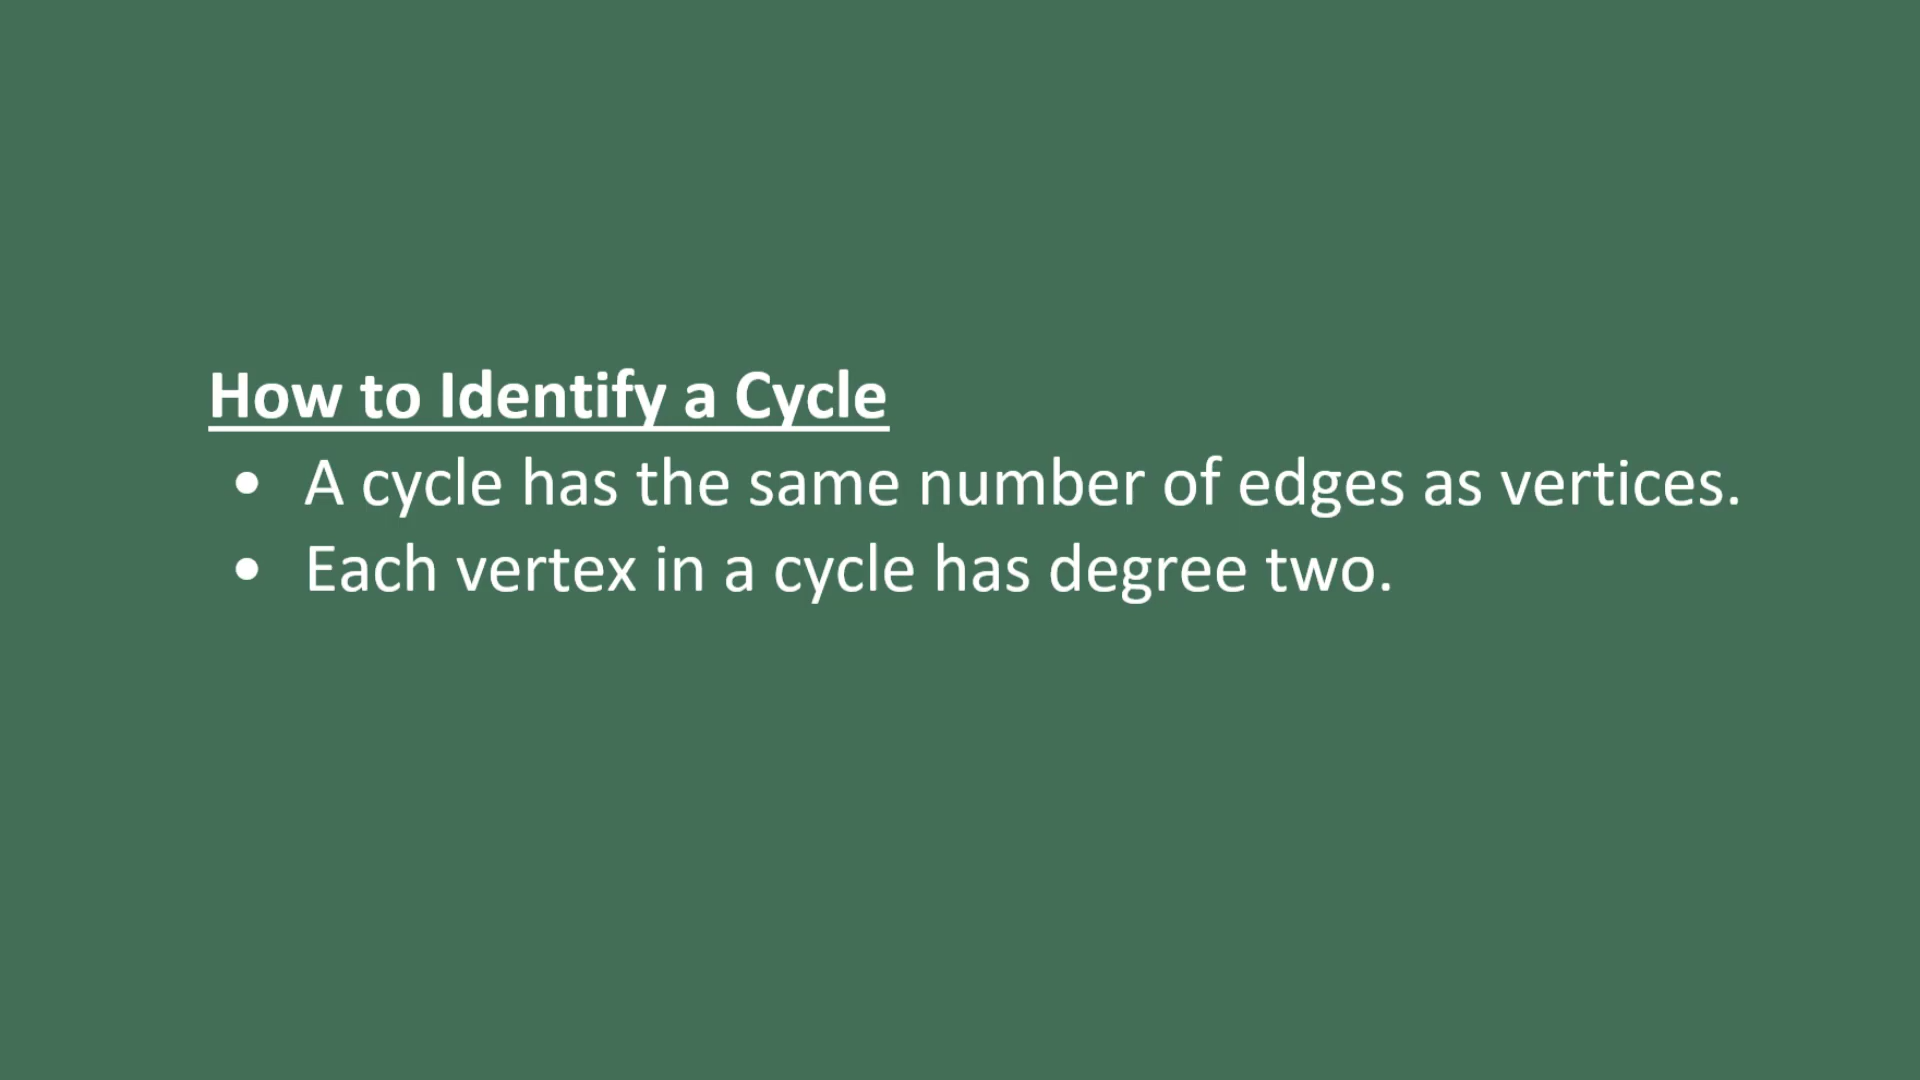 How to Identify a Cycle
• A cycle has the same number of edges as vertices.
• Each vertex in a cycle has degree two.